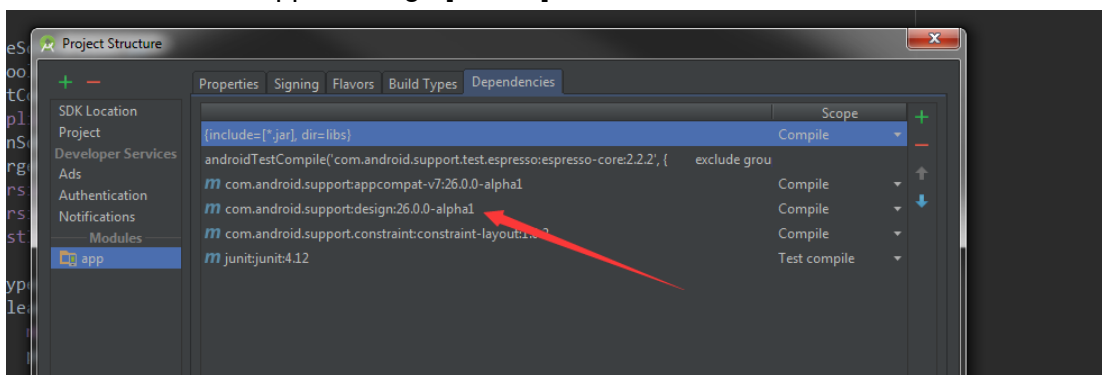 Project Structure
Properties Signing Flavors Build Types Dependencies
SDK Location
Project
Developer Services
Ads
Authentication
Notifications
Modules
app
Scope
{include=[*.jar], dir=libs}
Compile
androidTestCompile('com.android.support.test.espresso:espresso-core:2.2.2', { exclude grou
m com.android.support:appcompat-v7:26.0.0-alpha1
Compile
m com.android.support:design:26.0.0-alpha1
Compile
m com.android.support.constraint:constraint-layout:
Compile
m junit:junit:4.12
Test compile